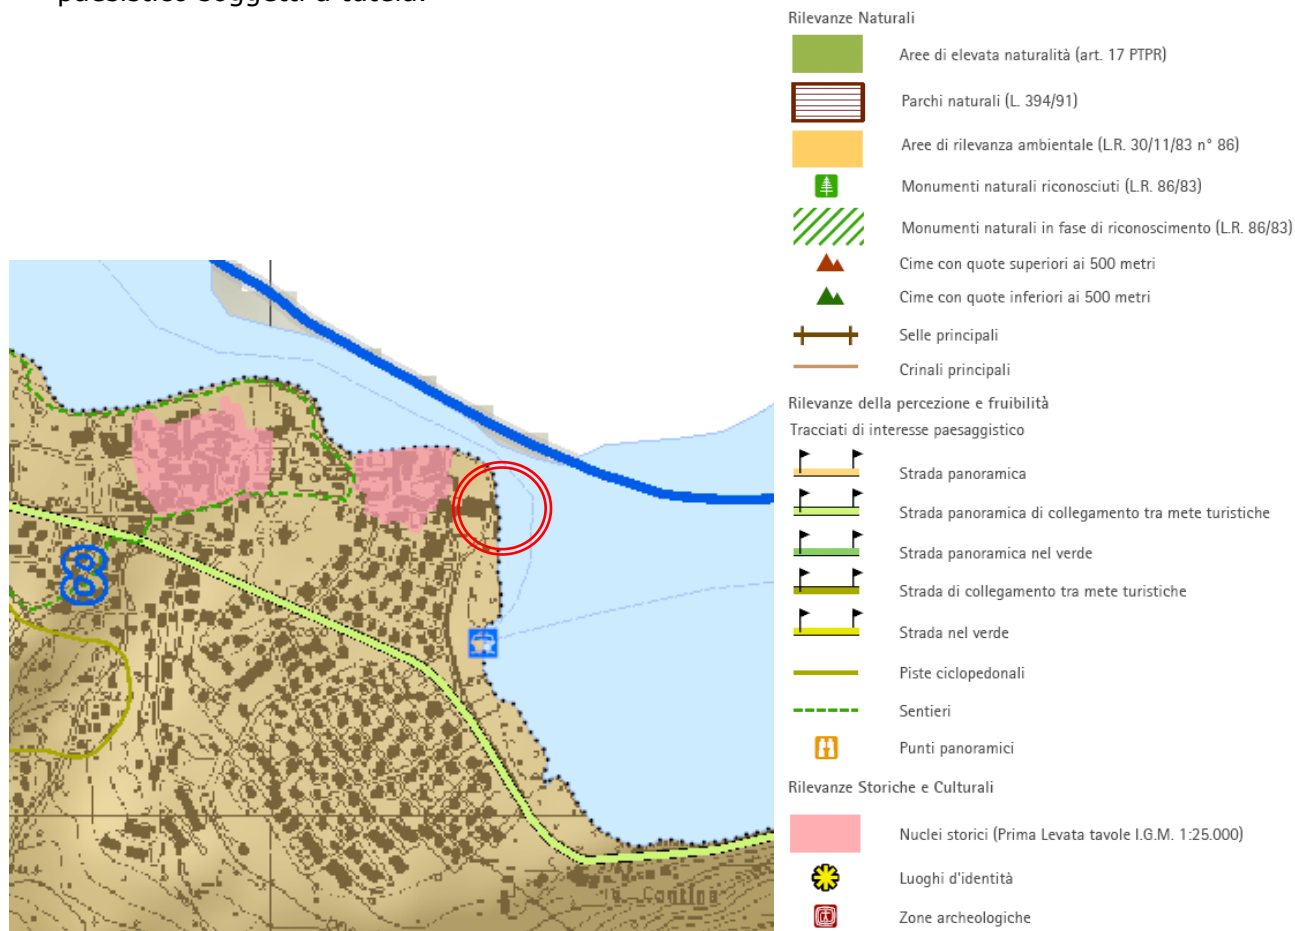 paesistico soggetti a tutela.
Rilevanze Naturali
Aree di elevata naturalità (art. 17 PTPR)
Parchi naturali (L. 394/91)
Aree di rilevanza ambientale (L.R. 30/11/83 n° 86)
Monumenti naturali riconosciuti (L.R. 86/83)
Monumenti naturali in fase di riconoscimento (L.R. 86/83)
Cime con quote superiori ai 500 metri
Cime con quote inferiori ai 500 metri
Selle principali
Crinali principali
Rilevanze della percezione e fruibilità
Tracciati di interesse paesaggistico
Strada panoramica
Strada panoramica di collegamento tra mete turistiche
Strada panoramica nel verde
Strada di collegamento tra mete turistiche
Strada nel verde
Piste ciclopedonali
Sentieri
Punti panoramici
Rilevanze Storiche e Culturali
Nuclei storici (Prima Levata tavole I.G.M. 1:25.000)
Luoghi d'identità
Zone archeologiche
8